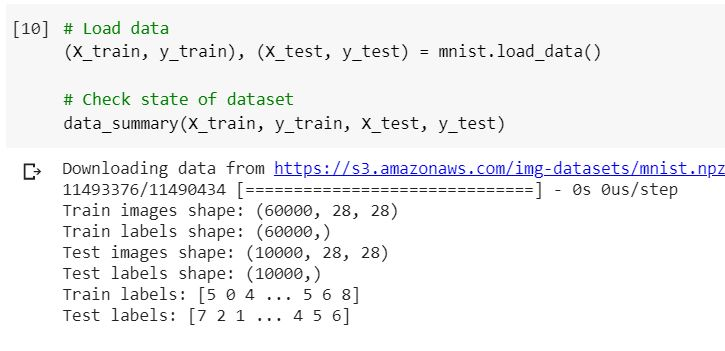 [10] # Load data
(X_train, y_train), (X_test, y_test) = mnist.load_data()
# Check state of dataset
data_summary(X_train, y_train, X_test, y_test)
Downloading data from https://s3.amazonaws.com/img-datasets/mnist.npz
11493376/11490434 [==============================] - 0s 0us/step
Train images shape: (60000, 28, 28)
Train labels shape: (60000,)
Test images shape: (10000, 28, 28)
Test labels shape: (10000,)
Train labels: [5 0 4 ... 5 6 8]
Test labels: [7 2 1 ... 4 5 6]